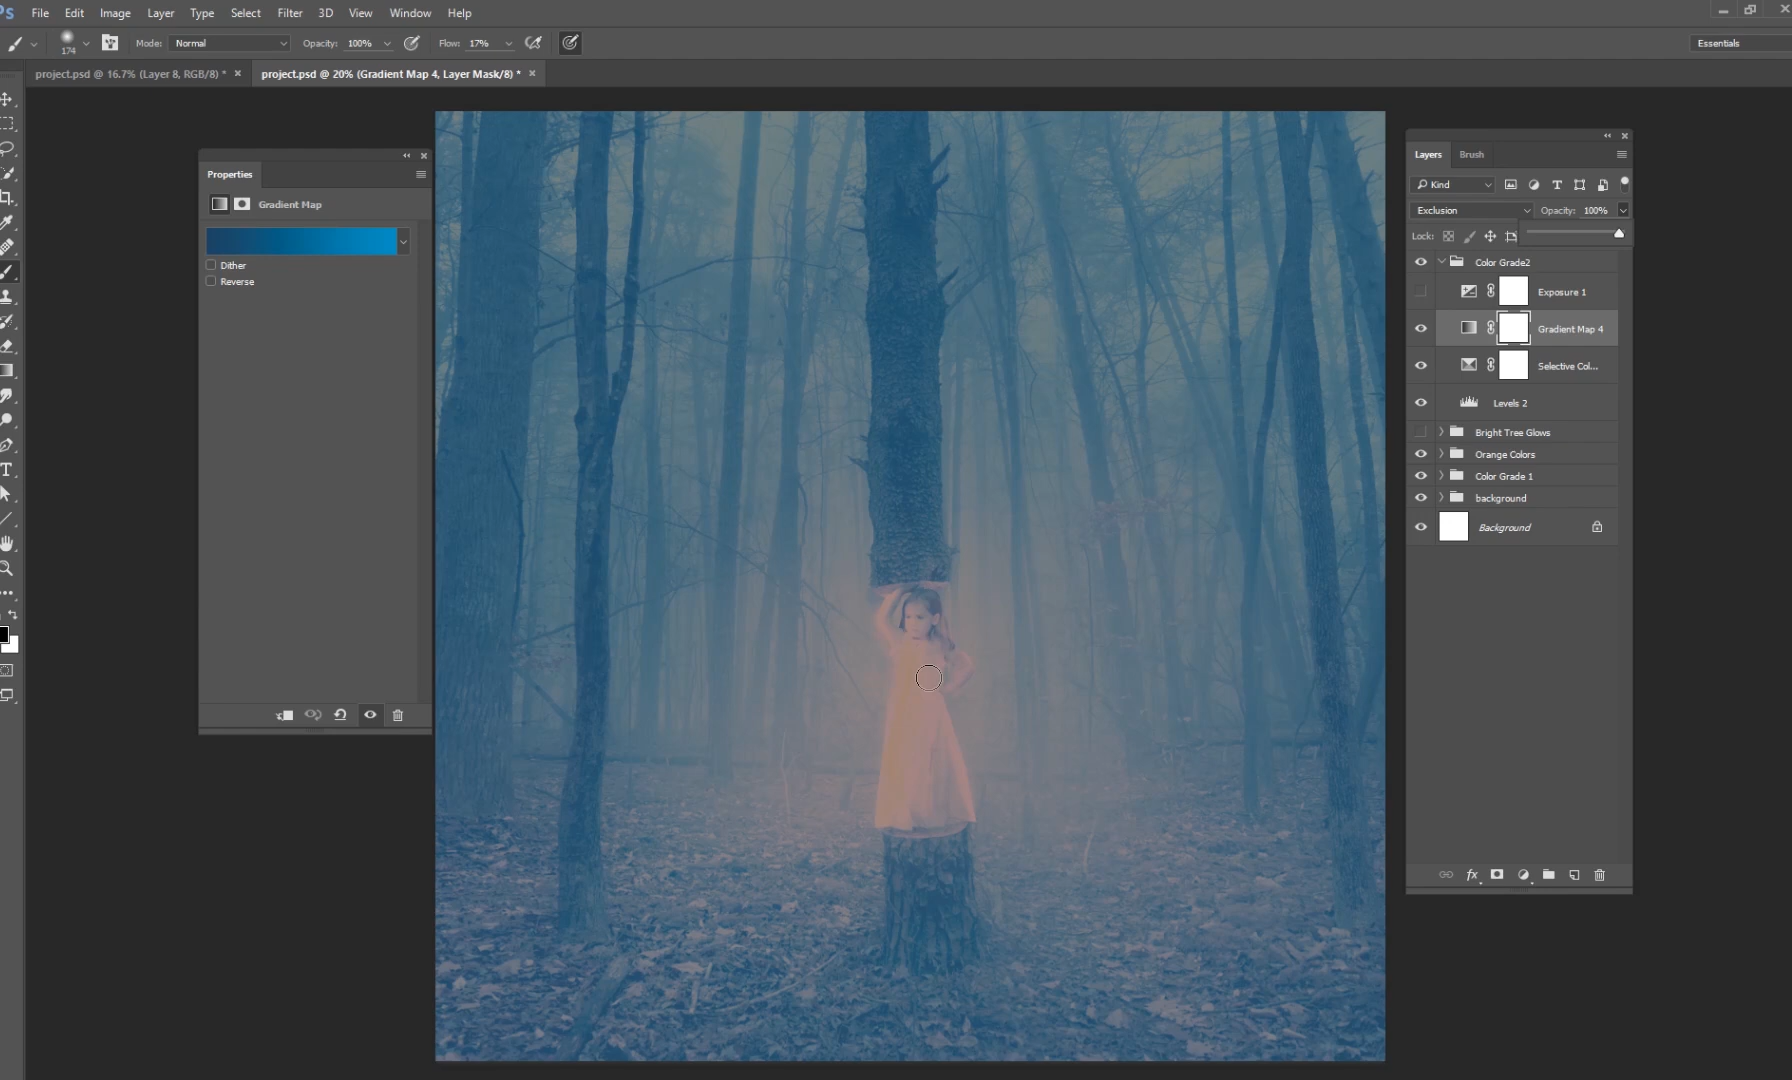 Ps File Edit Image Layer Type Select Filter 3D View Window Help
174 Mode: Normal Opacity: 100% Flow: 17% Essentials
project.psd @ 16.7% (Layer 8, RGB/8) * × project.psd @ 20% (Gradient Map 4, Layer Mask/8) * ×
Properties
Gradient Map
Dither
Reverse
Layers Brush
Kind
Exclusion Opacity: 100%
Lock:
Color Grade2
Exposure 1
Gradient Map 4
Selective Col...
Levels 2
Bright Tree Glows
Orange Colors
Color Grade 1
background
Background
fx